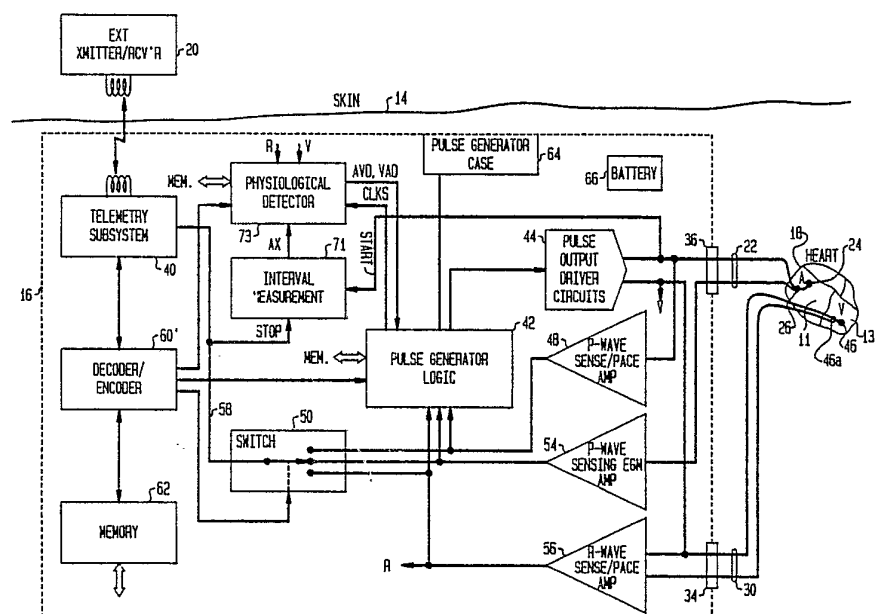 EXT
XMITTER/RCV'R
20
SKIN
14
PULSE GENERATOR
CASE
64
R
V
MEM.
PHYSIOLOGICAL
DETECTOR
73
AVD, VAD
CLKS
66
BATTERY
TELEMETRY
SUBSYSTEM
40
AX
71
START
44
PULSE
OUTPUT
DRIVER
CIRCUITS
36
22
18
HEART
24
A
V
16
INTERVAL
MEASUREMENT
STOP
42
26
11
46
46a
13
60'
DECODER/
ENCODER
MEM.
PULSE GENERATOR
LOGIC
48
P-WAVE
SENSE/PACE
AMP
58
50
SWITCH
54
P-WAVE
SENSING EGM
AMP
62
MEMORY
R
56
R-WAVE
SENSE/PACE
AMP
34
30